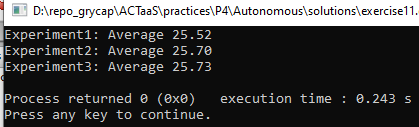 D:\repo_grycap\ACTaaS\practices\P4\Autonomous\solutions\exercise11.
Experiment1: Average 25.52
Experiment2: Average 25.70
Experiment3: Average 25.73
Process returned 0 (0x0)   execution time : 0.243 s
Press any key to continue.